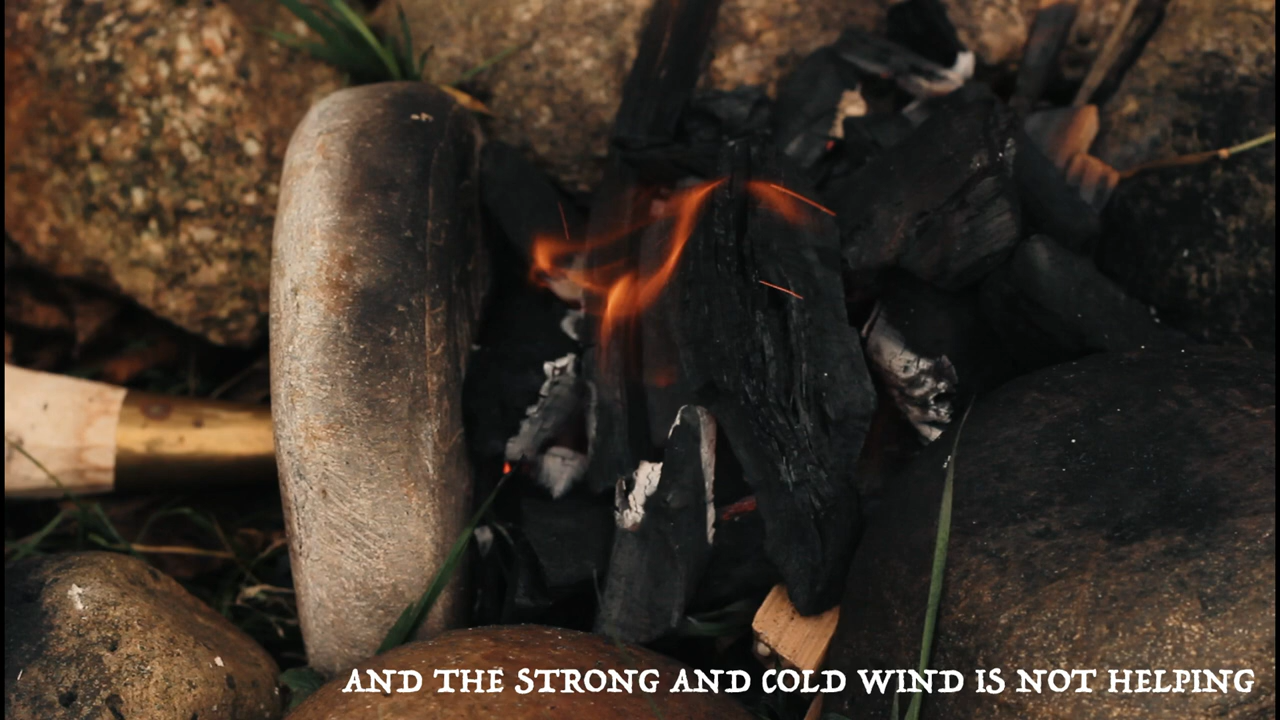 AND THE STRONG AND COLD WIND IS NOT HELPING